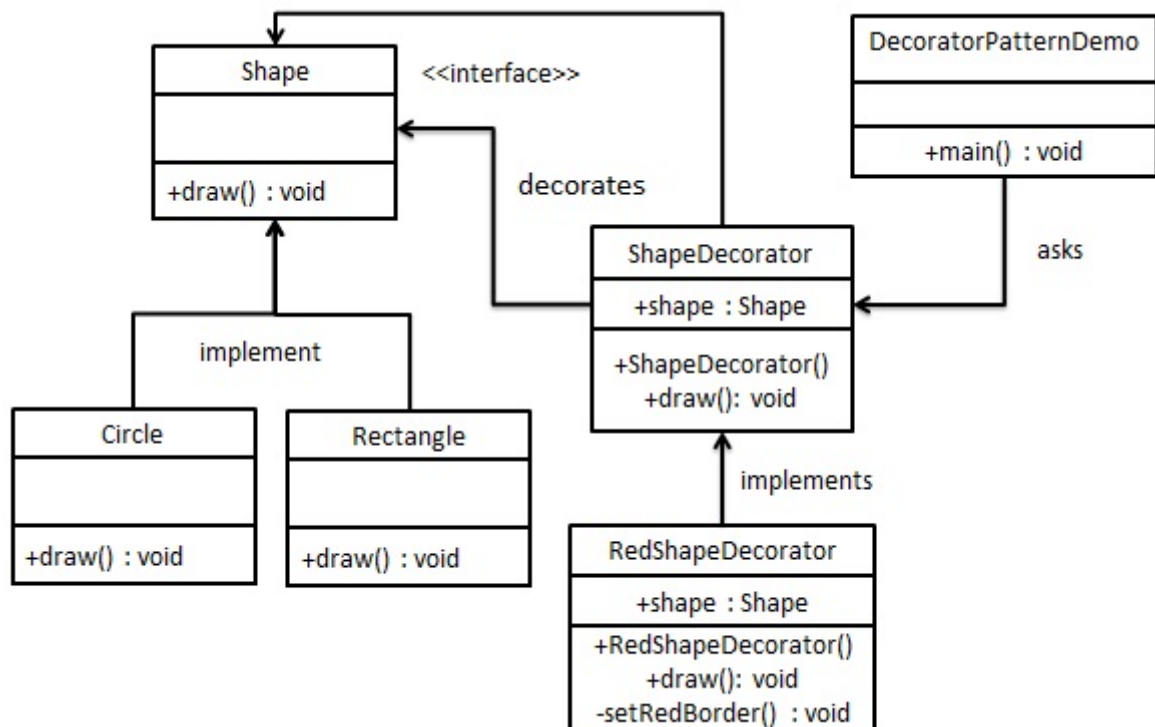 Shape
<<interface>>
+draw() : void
DecoratorPatternDemo
+main() : void
decorates
asks
ShapeDecorator
+shape : Shape
+ShapeDecorator()
+draw(): void
implement
Circle
+draw() : void
Rectangle
+draw() : void
implements
RedShapeDecorator
+shape : Shape
+RedShapeDecorator()
+draw(): void
-setRedBorder() : void